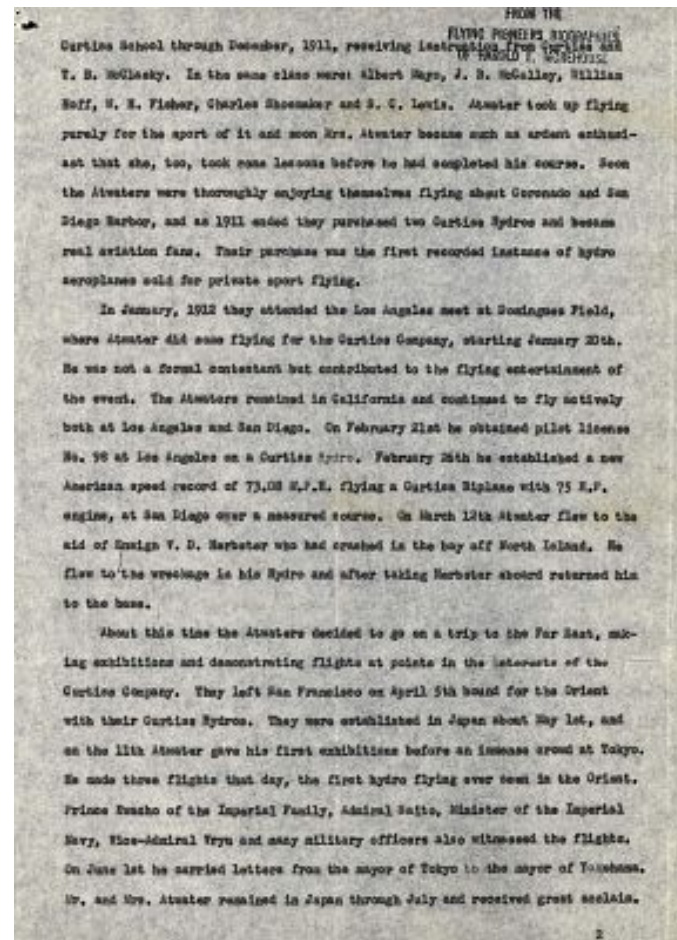 FROM THE
FLYING PIONEERS BIOGRAPHIES
OF HAROLD E. MOREHOUSE
Curtiss School through December, 1911, receiving instruction from Curtiss and
T. B. McClasky. In the same class were: Albert Mayo, J. B. McCalley, William
Hoff, W. M. Fisher, Charles Shoemaker and S. C. Lewis. Atwater took up flying
purely for the sport of it and soon Mrs. Atwater became such an ardent enthusi-
ast that she, too, took some lessons before he had completed his course. Soon
the Atwaters were thoroughly enjoying themselves flying about Coronado and San
Diego Harbor, and as 1911 ended they purchased two Curtiss Hydros and became
real aviation fans. Their purchase was the first recorded instance of hydro
aeroplanes sold for private sport flying.
In January, 1912 they attended the Los Angeles meet at Dominguez Field,
where Atwater did some flying for the Curtiss Company, starting January 20th.
He was not a formal contestant but contributed to the flying entertainment of
the event. The Atwaters remained in California and continued to fly actively
both at Los Angeles and San Diego. On February 21st he obtained pilot license
No. 98 at Los Angeles on a Curtiss Hydro. February 26th he established a new
American speed record of 73.08 M.P.H. flying a Curtiss Biplane with 75 H.P.
engine, at San Diego over a measured course. On March 12th Atwater flew to the
aid of Ensign V. D. Herbster who had crashed in the bay off North Island. He
flew to the wreckage in his Hydro and after taking Herbster aboard returned him
to the base.
About this time the Atwaters decided to go on a trip to the Far East, mak-
ing exhibitions and demonstrating flights at points in the interests of the
Curtiss Company. They left San Francisco on April 5th bound for the Orient
with their Curtiss Hydros. They were established in Japan about May 1st, and
on the 11th Atwater gave his first exhibitions before an immense crowd at Tokyo.
He made three flights that day, the first hydro flying ever seen in the Orient.
Prince Kwacho of the Imperial Family, Admiral Saito, Minister of the Imperial
Navy, Vice-Admiral Uryu and many military officers also witnessed the flights.
On June 1st he carried letters from the mayor of Tokyo to the mayor of Yokohama.
Mr. and Mrs. Atwater remained in Japan through July and received great acclaim.
2